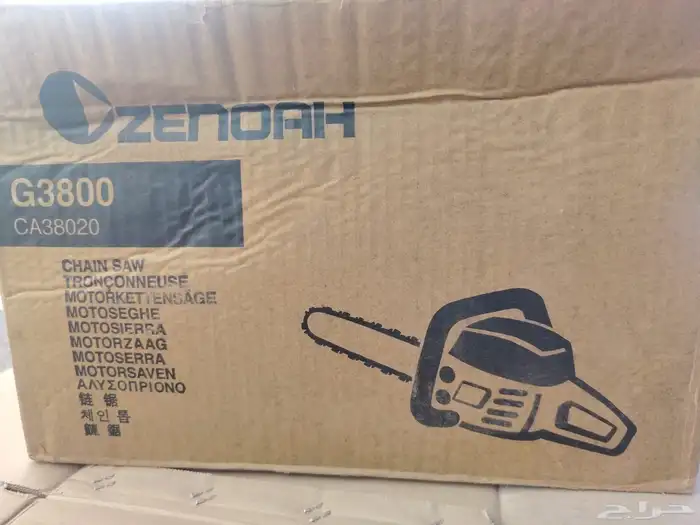 ZENOAH
G3800
CA38020
CHAIN SAW
TRONÇONNEUSE
MOTORKETTENSÄGE
MOTOSEGHE
MOTOSIERRA
MOTORZAAG
MOTOSERRA
MOTORSAVEN
ΑΛΥΣΟΠΡΙΟΝΟ
链锯
체인톱
鏈鋸
حراج